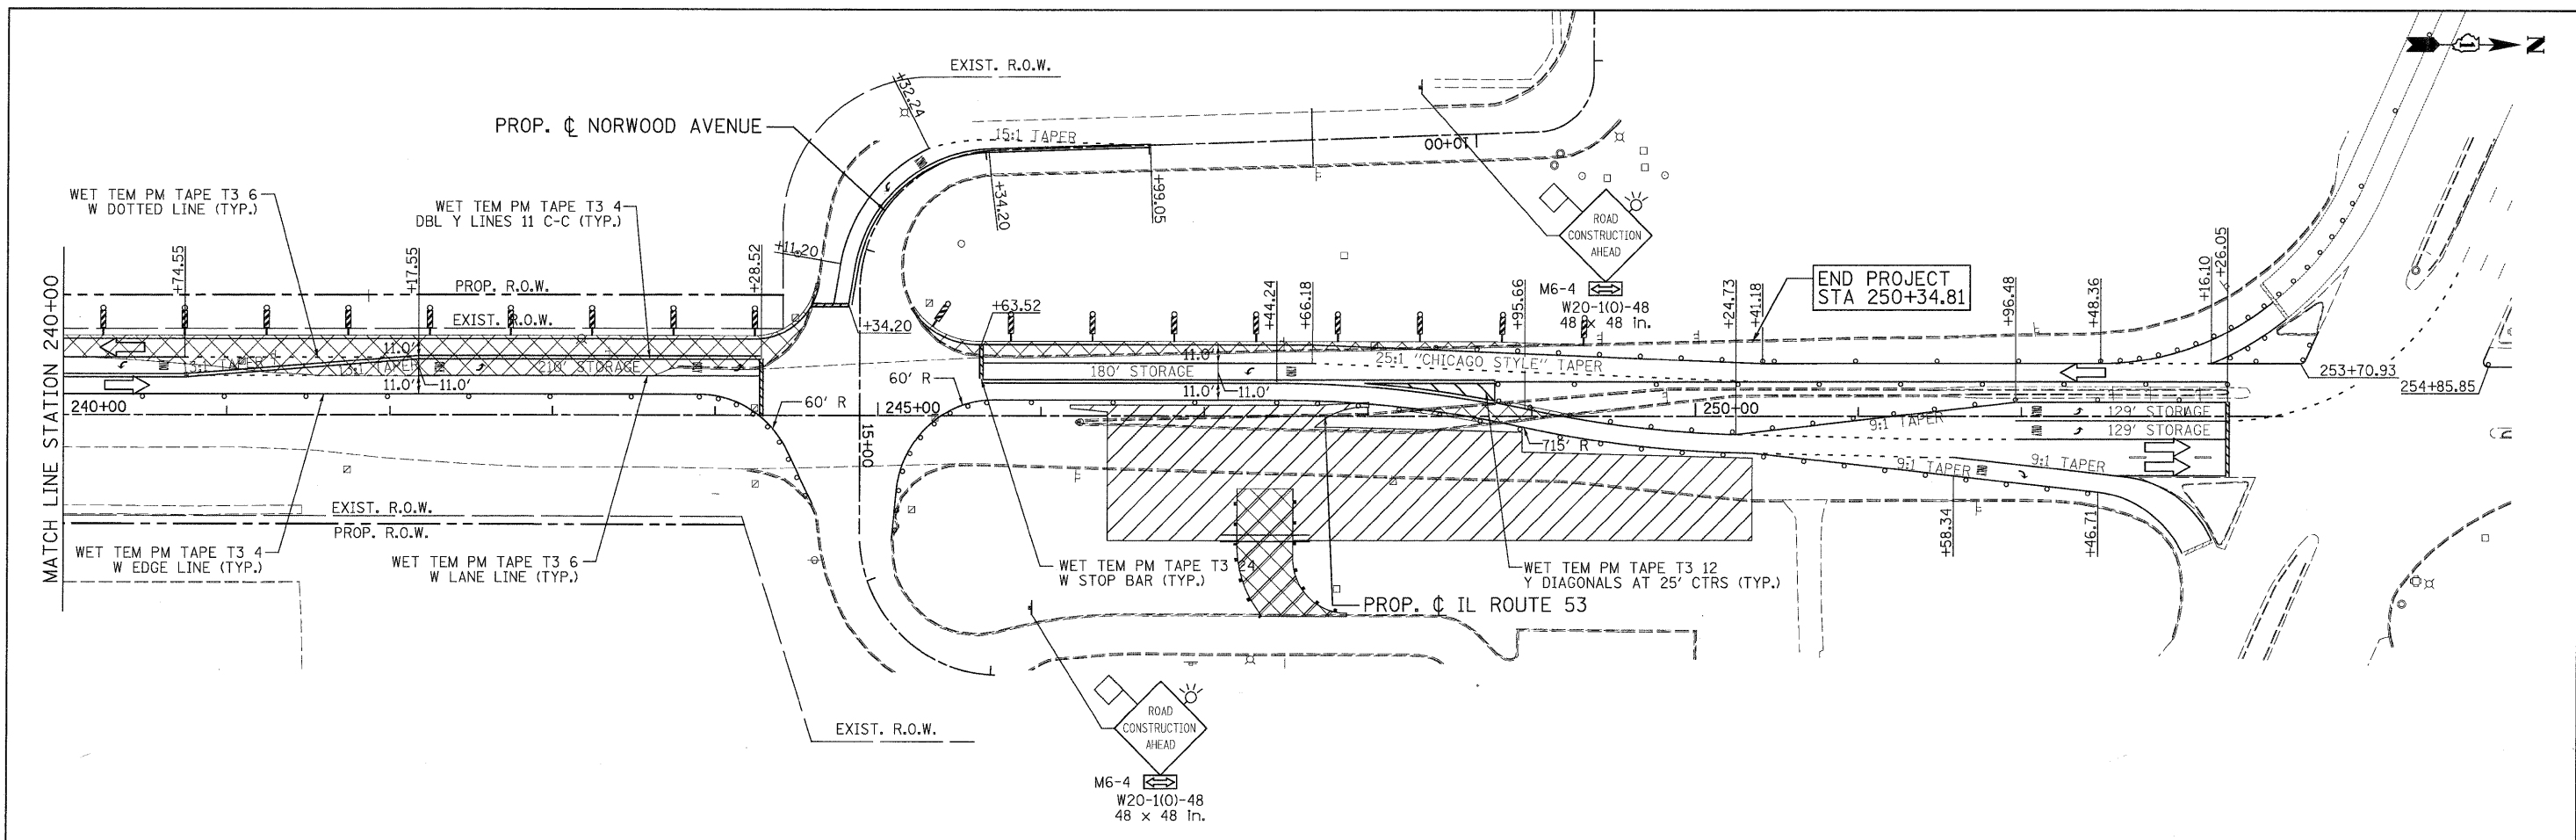 N
EXIST. R.O.W.
+32.24
PROP. ℄ NORWOOD AVENUE
15:1 TAPER
10+00
WET TEM PM TAPE T3 6
W DOTTED LINE (TYP.)
WET TEM PM TAPE T3 4
DBL Y LINES 11 C-C (TYP.)
+34.20
+99.05
ROAD
CONSTRUCTION
AHEAD
M6-4
W20-1(O)-48
48 x 48 In.
+74.55
+17.55
+28.52
+11.20
PROP. R.O.W.
EXIST. R.O.W.
+34.20
+63.52
+44.24
+66.18
+95.66
+24.73
+41.18
END PROJECT
STA 250+34.81
+96.48
+48.36
+16.10
+26.05
MATCH LINE STATION 240+00
11.0'
13:1 TAPER
13:1 TAPER
210' STORAGE
11.0'
11.0'
11.0'
25:1 "CHICAGO STYLE" TAPER
180' STORAGE
11.0'
11.0'
253+70.93
254+85.85
240+00
60' R
60' R
245+00
15+00
250+00
715' R
9:1 TAPER
129' STORAGE
129' STORAGE
9:1 TAPER
9:1 TAPER
EXIST. R.O.W.
PROP. R.O.W.
WET TEM PM TAPE T3 4
W EDGE LINE (TYP.)
WET TEM PM TAPE T3 6
W LANE LINE (TYP.)
WET TEM PM TAPE T3 24
W STOP BAR (TYP.)
WET TEM PM TAPE T3 12
Y DIAGONALS AT 25' CTRS (TYP.)
+58.34
+46.71
PROP. ℄ IL ROUTE 53
EXIST. R.O.W.
ROAD
CONSTRUCTION
AHEAD
M6-4
W20-1(O)-48
48 x 48 In.